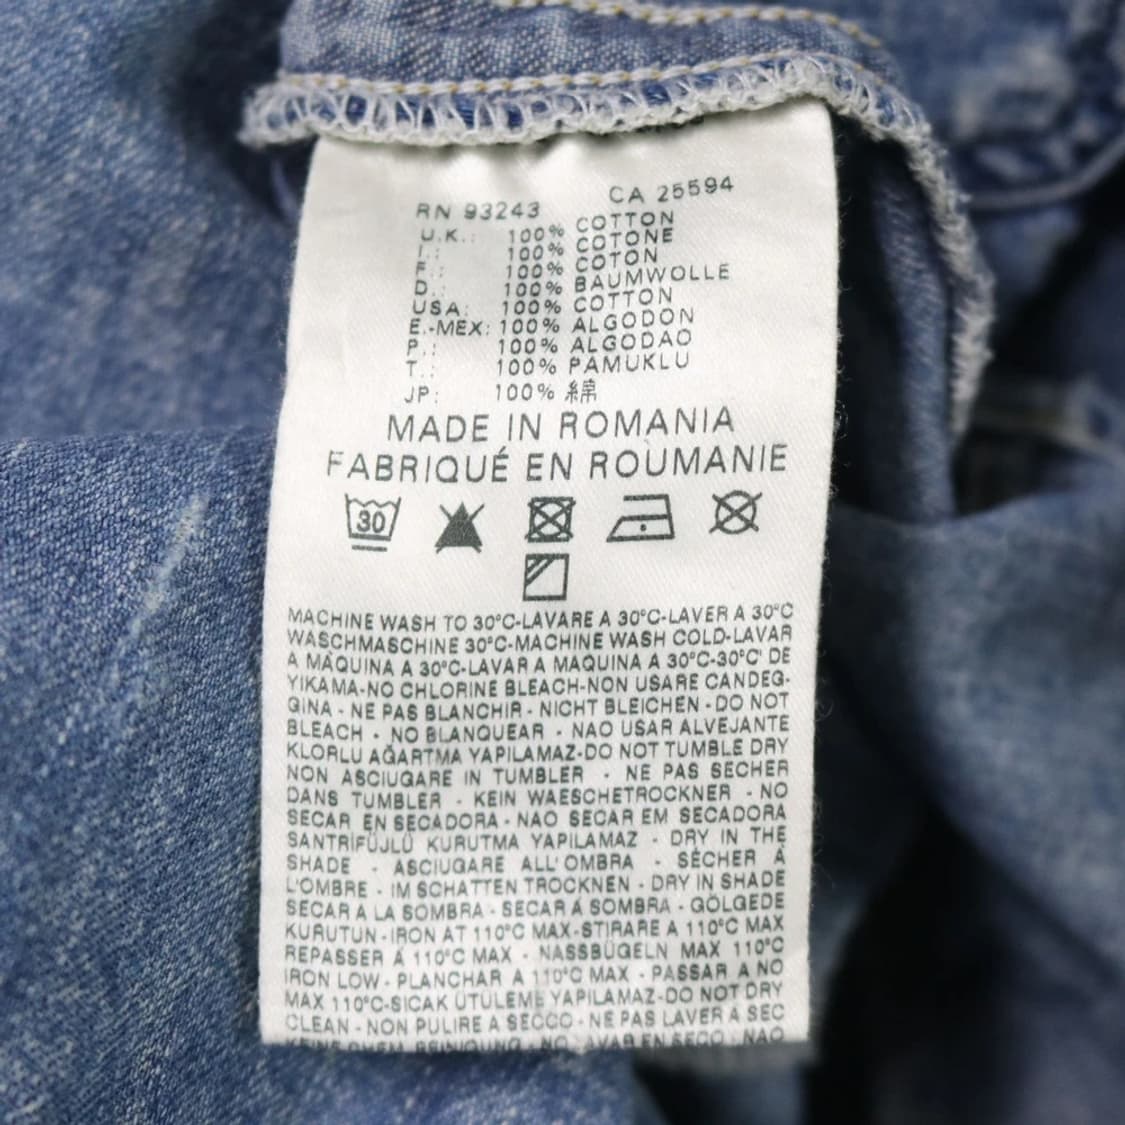 RN 93243 CA 25594
U.K.: 100% COTTON
I.: 100% COTONE
F.: 100% COTON
D.: 100% BAUMWOLLE
USA: 100% COTTON
E.-MEX: 100% ALGODON
P.: 100% ALGODAO
T.: 100% PAMUKLU
JP: 100% 綿
MADE IN ROMANIA
FABRIQUÉ EN ROUMANIE
30
MACHINE WASH TO 30°C-LAVARE A 30°C-LAVER A 30°C
WASCHMASCHINE 30°C-MACHINE WASH COLD-LAVAR
A MÁQUINA A 30°C-LAVAR A MAQUINA A 30°C-30°C' DE
YIKAMA-NO CHLORINE BLEACH-NON USARE CANDEG-
GINA - NE PAS BLANCHIR - NICHT BLEICHEN - DO NOT
BLEACH - NO BLANQUEAR - NAO USAR ALVEJANTE
KLORLU AĞARTMA YAPILAMAZ-DO NOT TUMBLE DRY
NON ASCIUGARE IN TUMBLER - NE PAS SECHER
DANS TUMBLER - KEIN WAESCHETROCKNER - NO
SECAR EN SECADORA - NAO SECAR EM SECADORA
SANTRİFÜJLÜ KURUTMA YAPILAMAZ - DRY IN THE
SHADE - ASCIUGARE ALL'OMBRA - SÈCHER À
L'OMBRE - IM SCHATTEN TROCKNEN - DRY IN SHADE
SECAR A LA SOMBRA - SECAR A SOMBRA - GÖLGEDE
KURUTUN - IRON AT 110°C MAX - STIRARE A 110°C MAX
REPASSER A 110°C MAX - NASSBÜGELN MAX 110°C
IRON LOW - PLANCHAR A 110°C MAX - PASSAR A NO
MAX 110°C-SICAK ÜTÜLEME YAPILAMAZ-DO NOT DRY
CLEAN - NON PULIRE A SECCO - NE PAS LAVER A SEC
KEINE CHEM. REINIGUNG - NO LAVAR EN SECO - NAO